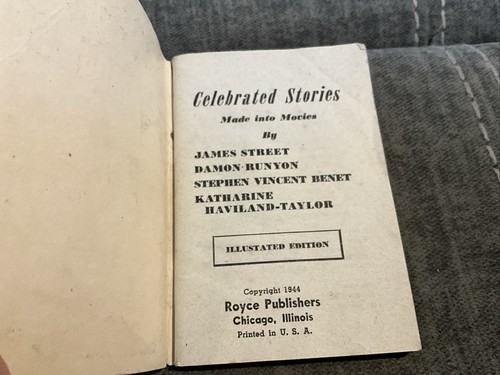 Celebrated Stories
Made into Movies
By
JAMES STREET
DAMON RUNYON
STEPHEN VINCENT BENET
KATHARINE
HAVILAND-TAYLOR
ILLUSTATED EDITION
Copyright 1944
Royce Publishers
Chicago, Illinois
Printed in U. S. A.